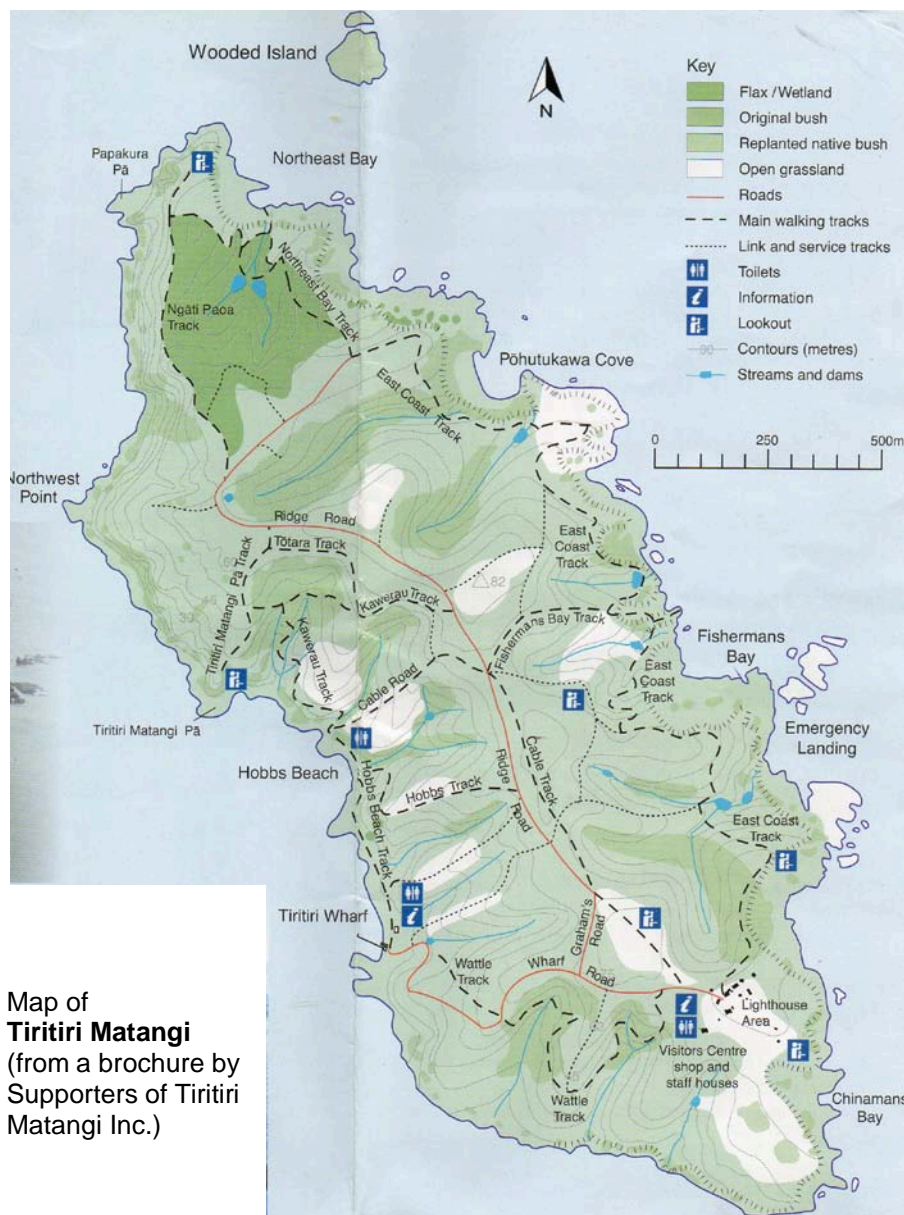 Wooded Island
N
Key
Flax / Wetland
Original bush
Replanted native bush
Open grassland
Roads
Main walking tracks
Link and service tracks
Toilets
Information
Lookout
90
Contours (metres)
Streams and dams
0 250 500m
Papakura
Pā
Northeast Bay
Northeast Bay Track
Ngāti Paoa
Track
Pōhutukawa Cove
East Coast
Track
Northwest
Point
Ridge Road
Tōtara Track
East
Coast
Track
82
60
45
30
Tiritiri Matangi Pā Track
Kawerau Track
Kawerau Track
Fishermans Bay Track
Fishermans
Bay
East
Coast
Track
Cable Road
Tiritiri Matangi Pā
Emergency
Landing
Hobbs Beach
Hobbs Beach Track
Hobbs Track
Ridge Road
Cable Track
East Coast
Track
Tiritiri Wharf
Graham's
Road
Wattle
Track
Wharf Road
Lighthouse
Area
Visitors Centre
shop and
staff houses
Wattle
Track
Chinamans
Bay
Map of
Tiritiri Matangi
(from a brochure by
Supporters of Tiritiri
Matangi Inc.)